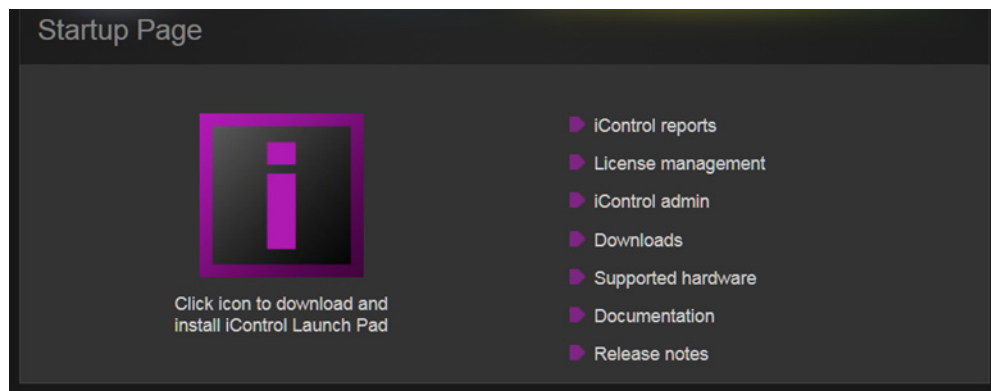 Startup Page
Click icon to download and
install iControl Launch Pad
iControl reports
License management
iControl admin
Downloads
Supported hardware
Documentation
Release notes